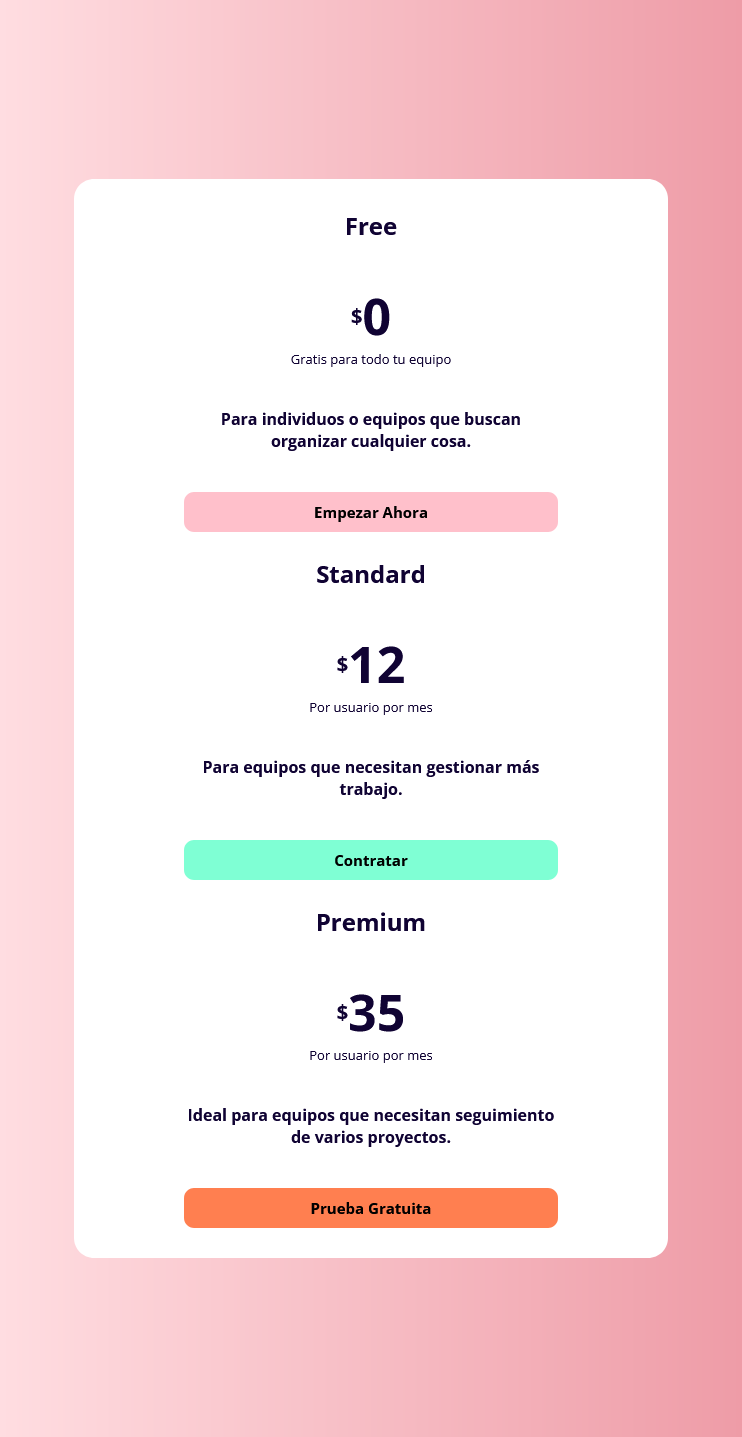 Free
$0
Gratis para todo tu equipo
Para individuos o equipos que buscan
organizar cualquier cosa.
Empezar Ahora
Standard
$12
Por usuario por mes
Para equipos que necesitan gestionar más
trabajo.
Contratar
Premium
$35
Por usuario por mes
Ideal para equipos que necesitan seguimiento
de varios proyectos.
Prueba Gratuita